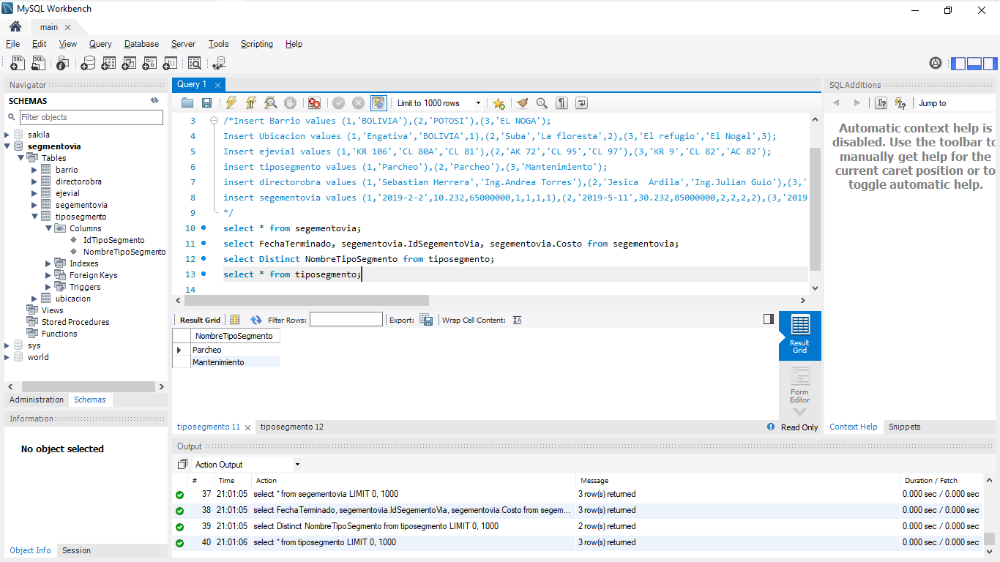 MySQL Workbench
main
File Edit View Query Database Server Tools Scripting Help
Navigator
SCHEMAS
Filter objects
sakila
segmentovia
Tables
barrio
directorobra
ejevial
segementovia
tiposegmento
Columns
IdTipoSegmento
NombreTipoSegmento
Indexes
Foreign Keys
Triggers
ubicacion
Views
Stored Procedures
Functions
sys
world
Administration Schemas
Information
No object selected
Object Info Session
Query 1
Limit to 1000 rows
3 /*Insert Barrio values (1,'BOLIVIA'),(2,'POTOSI'),(3,'EL NOGA');
4 Insert Ubicacion values (1,'Engativa','BOLIVIA',1),(2,'Suba','La floresta',2),(3,'El refugio','El Nogal',3);
5 Insert ejevial values (1,'KR 106','CL 80A','CL 81'),(2,'AK 72','CL 95','CL 97'),(3,'KR 9','CL 82','AC 82');
6 insert tiposegmento values (1,'Parcheo'),(2,'Parcheo'),(3,'Mantenimiento');
7 insert directorobra values (1,'Sebastian Herrera','Ing.Andrea Torres'),(2,'Jesica  Ardila','Ing.Julian Guio'),(3,'
8 insert segementovia values (1,'2019-2-2',10.232,65000000,1,1,1,1),(2,'2019-5-11',30.232,85000000,2,2,2,2),(3,'2019
9 */
10 select * from segementovia;
11 select FechaTerminado, segementovia.IdSegementoVia, segementovia.Costo from segementovia;
12 select Distinct NombreTipoSegmento from tiposegmento;
13 select * from tiposegmento;
14
Result Grid Filter Rows: Export: Wrap Cell Content:
NombreTipoSegmento
Parcheo
Mantenimiento
Result Grid
Form Editor
tiposegmento 11 tiposegmento 12
Read Only
SQLAdditions
Jump to
Automatic context help is
disabled. Use the toolbar to
manually get help for the
current caret position or to
toggle automatic help.
Context Help Snippets
Output
Action Output
# Time Action Message Duration / Fetch
37 21:01:05 select * from segementovia LIMIT 0, 1000 3 row(s) returned 0.000 sec / 0.000 sec
38 21:01:05 select FechaTerminado, segementovia.IdSegementoVia, segementovia.Costo from segem... 3 row(s) returned 0.000 sec / 0.000 sec
39 21:01:05 select Distinct NombreTipoSegmento from tiposegmento LIMIT 0, 1000 2 row(s) returned 0.000 sec / 0.000 sec
40 21:01:06 select * from tiposegmento LIMIT 0, 1000 3 row(s) returned 0.000 sec / 0.000 sec